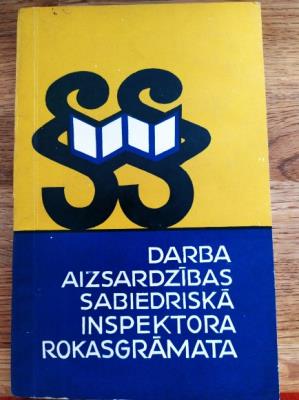 §§
DARBA
AIZSARDZĪBAS
SABIEDRISKĀ
INSPEKTORA
ROKASGRĀMATA